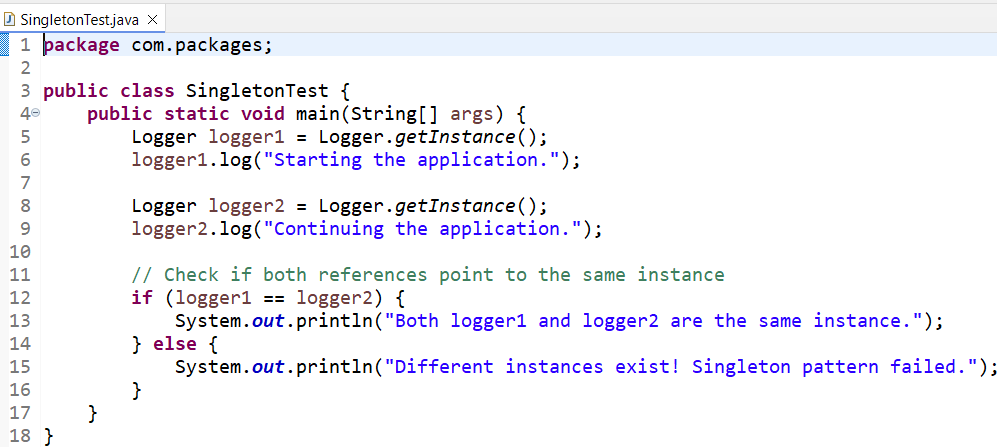 SingletonTest.java
1 package com.packages;
2
3 public class SingletonTest {
4 public static void main(String[] args) {
5 Logger logger1 = Logger.getInstance();
6 logger1.log("Starting the application.");
7
8 Logger logger2 = Logger.getInstance();
9 logger2.log("Continuing the application.");
10
11 // Check if both references point to the same instance
12 if (logger1 == logger2) {
13 System.out.println("Both logger1 and logger2 are the same instance.");
14 } else {
15 System.out.println("Different instances exist! Singleton pattern failed.");
16 }
17 }
18 }